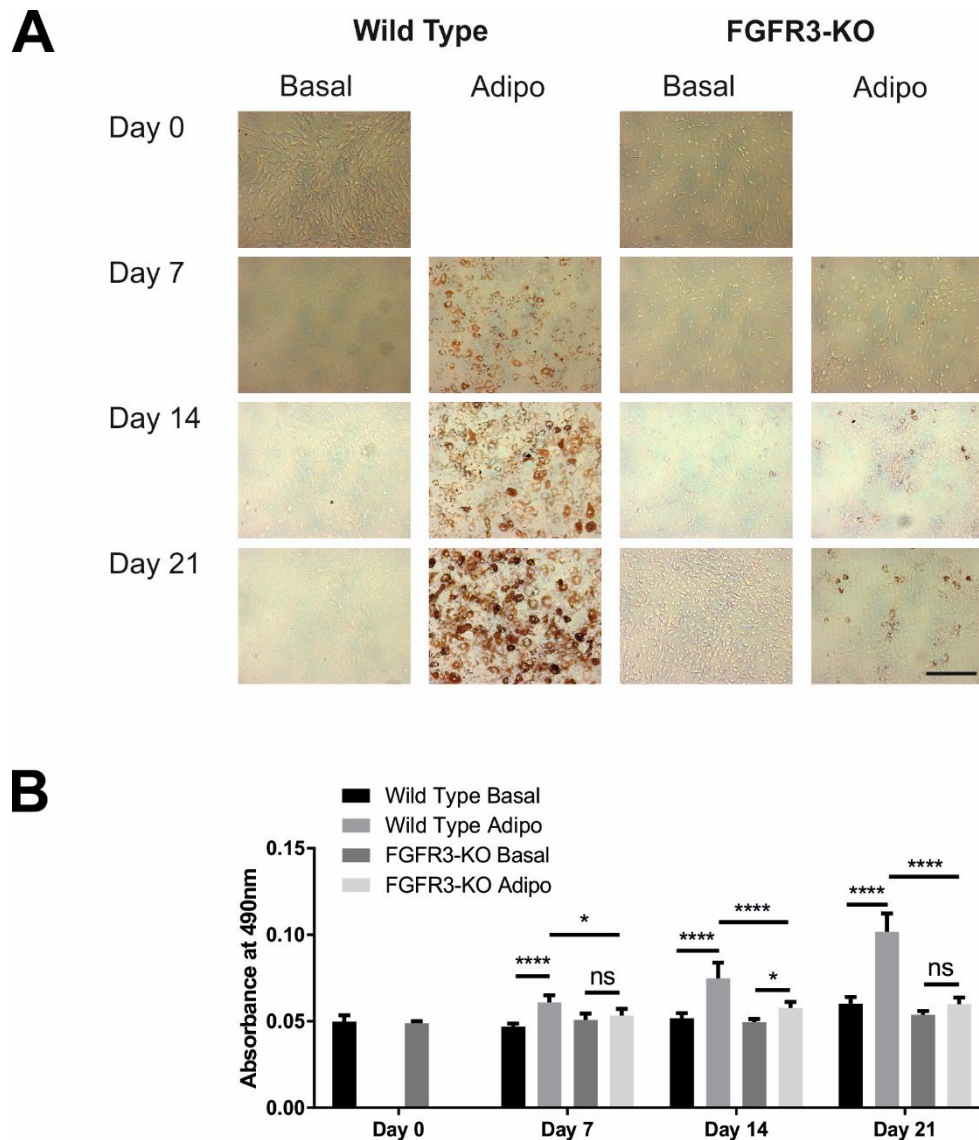 A
Wild Type
FGFR3-KO
Basal
Adipo
Basal
Adipo
Day 0
Day 7
Day 14
Day 21
B
Wild Type Basal
Wild Type Adipo
FGFR3-KO Basal
FGFR3-KO Adipo
Absorbance at 490nm
0.15
0.10
0.05
0.00
****
*
ns
****
****
*
****
****
ns
Day 0
Day 7
Day 14
Day 21